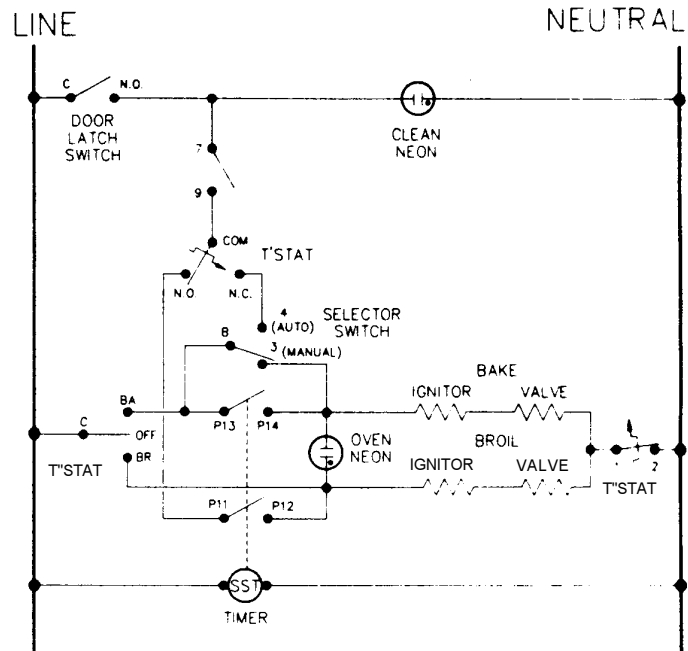 LINE
NEUTRAL
C
N.O.
DOOR
LATCH
SWITCH
CLEAN
NEON
7
9
COM
T'STAT
N.O.
N.C.
4
(AUTO)
SELECTOR
SWITCH
B
3 (MANUAL)
BAKE
IGNITOR
VALVE
BA
P13
P14
C
OFF
OVEN
NEON
BROIL
BR
T"STAT
IGNITOR
VALVE
1
2
T"STAT
P11
P12
SST
TIMER